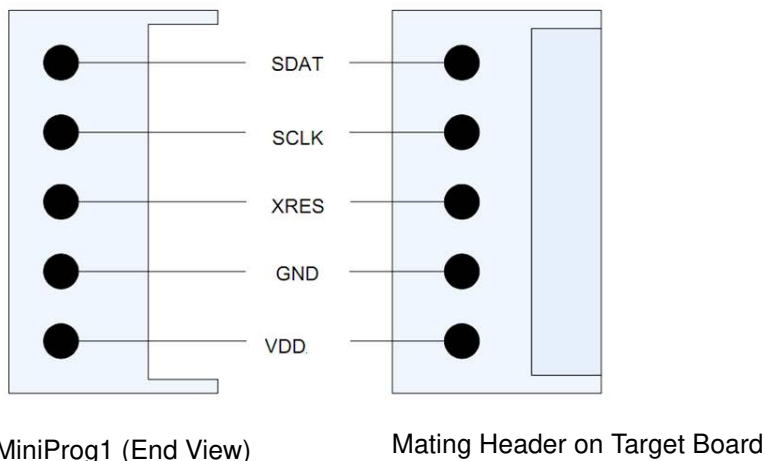 SDAT
SCLK
XRES
GND
VDD.
MiniProg1 (End View)
Mating Header on Target Board